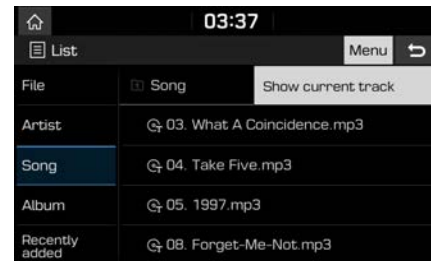 03:37
List
Menu
File
Song
Show current track
Artist
03. What A Coincidence.mp3
Song
04. Take Five.mp3
Album
05. 1997.mp3
Recently
added
08. Forget-Me-Not.mp3